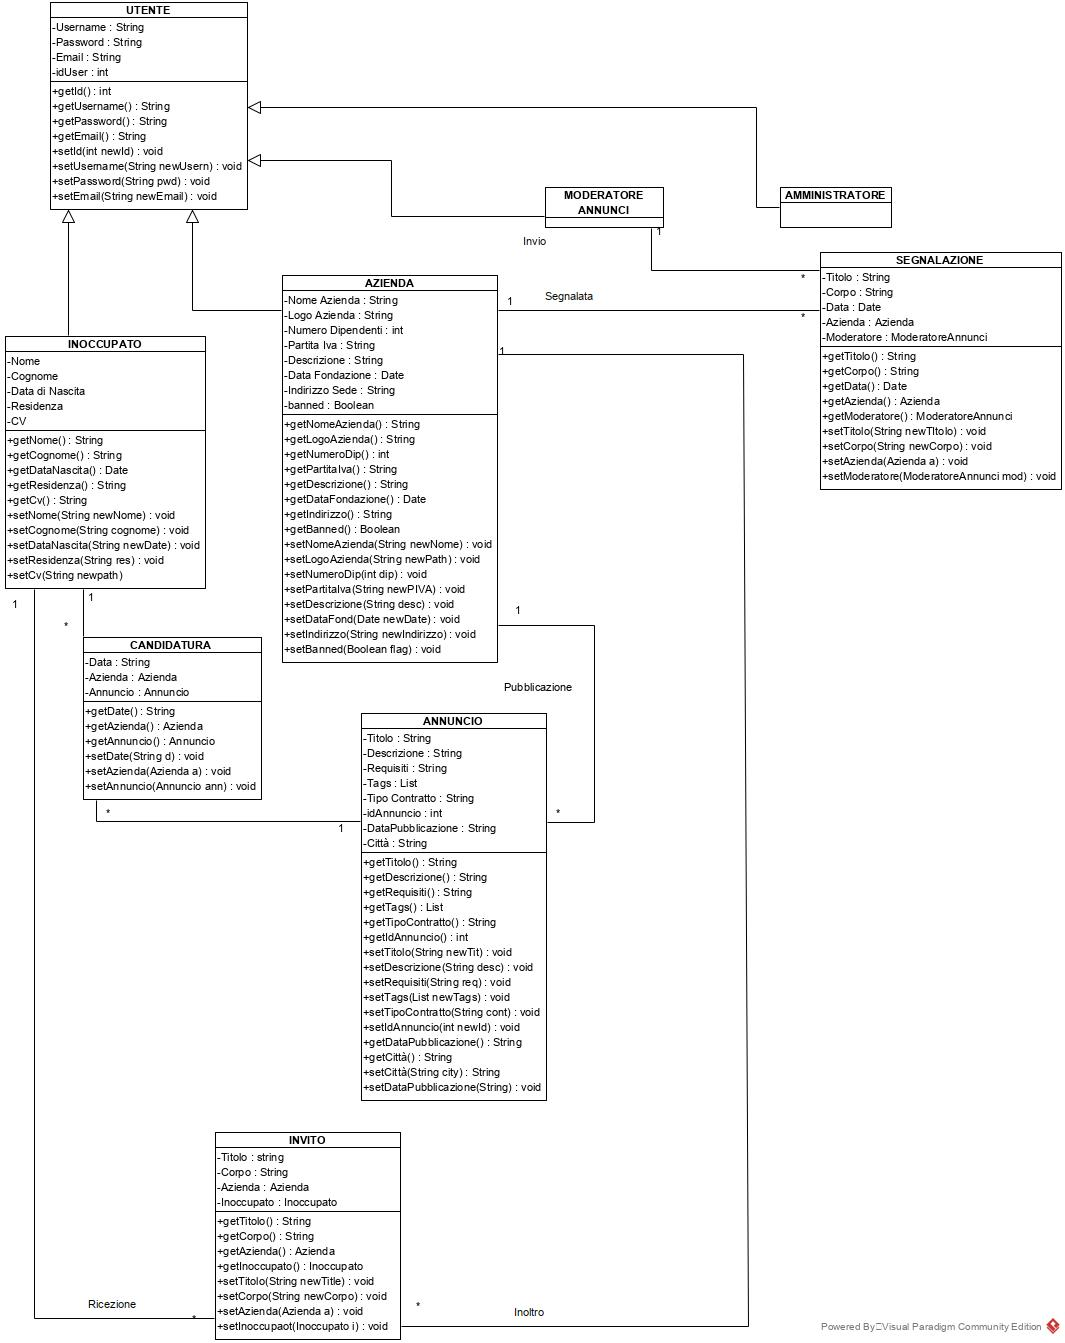 UTENTE
-Username : String
-Password : String
-Email : String
-idUser : int
+getId() : int
+getUsername() : String
+getPassword() : String
+getEmail() : String
+setId(int newId) : void
+setUsername(String newUsern) : void
+setPassword(String pwd) : void
+setEmail(String newEmail) : void
MODERATORE
ANNUNCI
AMMINISTRATORE
Invio
1
*
SEGNALAZIONE
-Titolo : String
-Corpo : String
-Data : Date
-Azienda : Azienda
-Moderatore : ModeratoreAnnunci
+getTitolo() : String
+getCorpo() : String
+getData() : Date
+getAzienda() : Azienda
+getModeratore() : ModeratoreAnnunci
+setTitolo(String newTItolo) : void
+setCorpo(String newCorpo) : void
+setAzienda(Azienda a) : void
+setModeratore(ModeratoreAnnunci mod) : void
AZIENDA
-Nome Azienda : String
-Logo Azienda : String
-Numero Dipendenti : int
-Partita Iva : String
-Descrizione : String
-Data Fondazione : Date
-Indirizzo Sede : String
-banned : Boolean
+getNomeAzienda() : String
+getLogoAzienda() : String
+getNumeroDip() : int
+getPartitaIva() : String
+getDescrizione() : String
+getDataFondazione() : Date
+getIndirizzo() : String
+getBanned() : Boolean
+setNomeAzienda(String newNome) : void
+setLogoAzienda(String newPath) : void
+setNumeroDip(int dip) : void
+setPartitaIva(String newPIVA) : void
+setDescrizione(String desc) : void
+setDataFond(Date newDate) : void
+setIndirizzo(String newIndirizzo) : void
+setBanned(Boolean flag) : void
1
Segnalata
*
1
INOCCUPATO
-Nome
-Cognome
-Data di Nascita
-Residenza
-CV
+getNome() : String
+getCognome() : String
+getDataNascita() : Date
+getResidenza() : String
+getCv() : String
+setNome(String newNome) : void
+setCognome(String cognome) : void
+setDataNascita(String newDate) : void
+setResidenza(String res) : void
+setCv(String newpath)
1
1
*
CANDIDATURA
-Data : String
-Azienda : Azienda
-Annuncio : Annuncio
+getDate() : String
+getAzienda() : Azienda
+getAnnuncio() : Annuncio
+setDate(String d) : void
+setAzienda(Azienda a) : void
+setAnnuncio(Annuncio ann) : void
*
1
1
Pubblicazione
*
ANNUNCIO
-Titolo : String
-Descrizione : String
-Requisiti : String
-Tags : List
-Tipo Contratto : String
-idAnnuncio : int
-DataPubblicazione : String
-Città : String
+getTitolo() : String
+getDescrizione() : String
+getRequisiti() : String
+getTags() : List
+getTipoContratto() : String
+getIdAnnuncio() : int
+setTitolo(String newTit) : void
+setDescrizione(String desc) : void
+setRequisiti(String req) : void
+setTags(List newTags) : void
+setTipoContratto(String cont) : void
+setIdAnnuncio(int newId) : void
+getDataPubblicazione() : String
+getCittà() : String
+setCittà(String city) : String
+setDataPubblicazione(String) : void
INVITO
-Titolo : string
-Corpo : String
-Azienda : Azienda
-Inoccupato : Inoccupato
+getTitolo() : String
+getCorpo() : String
+getAzienda() : Azienda
+getInoccupato() : Inoccupato
+setTitolo(String newTitle) : void
+setCorpo(String newCorpo) : void
+setAzienda(Azienda a) : void
+setInoccupaot(Inoccupato i) : void
Ricezione
*
*
Inoltro
Powered By Visual Paradigm Community Edition